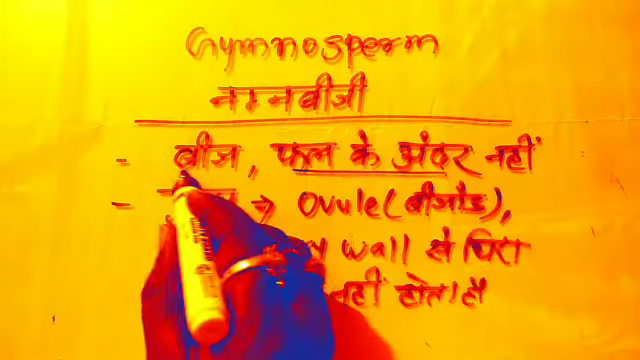 Gymnosperm
नग्नबीजी
- बीज, फल के अंदर नहीं
- → Ovule (बीजांड),
wall से घिरा
नहीं होता है